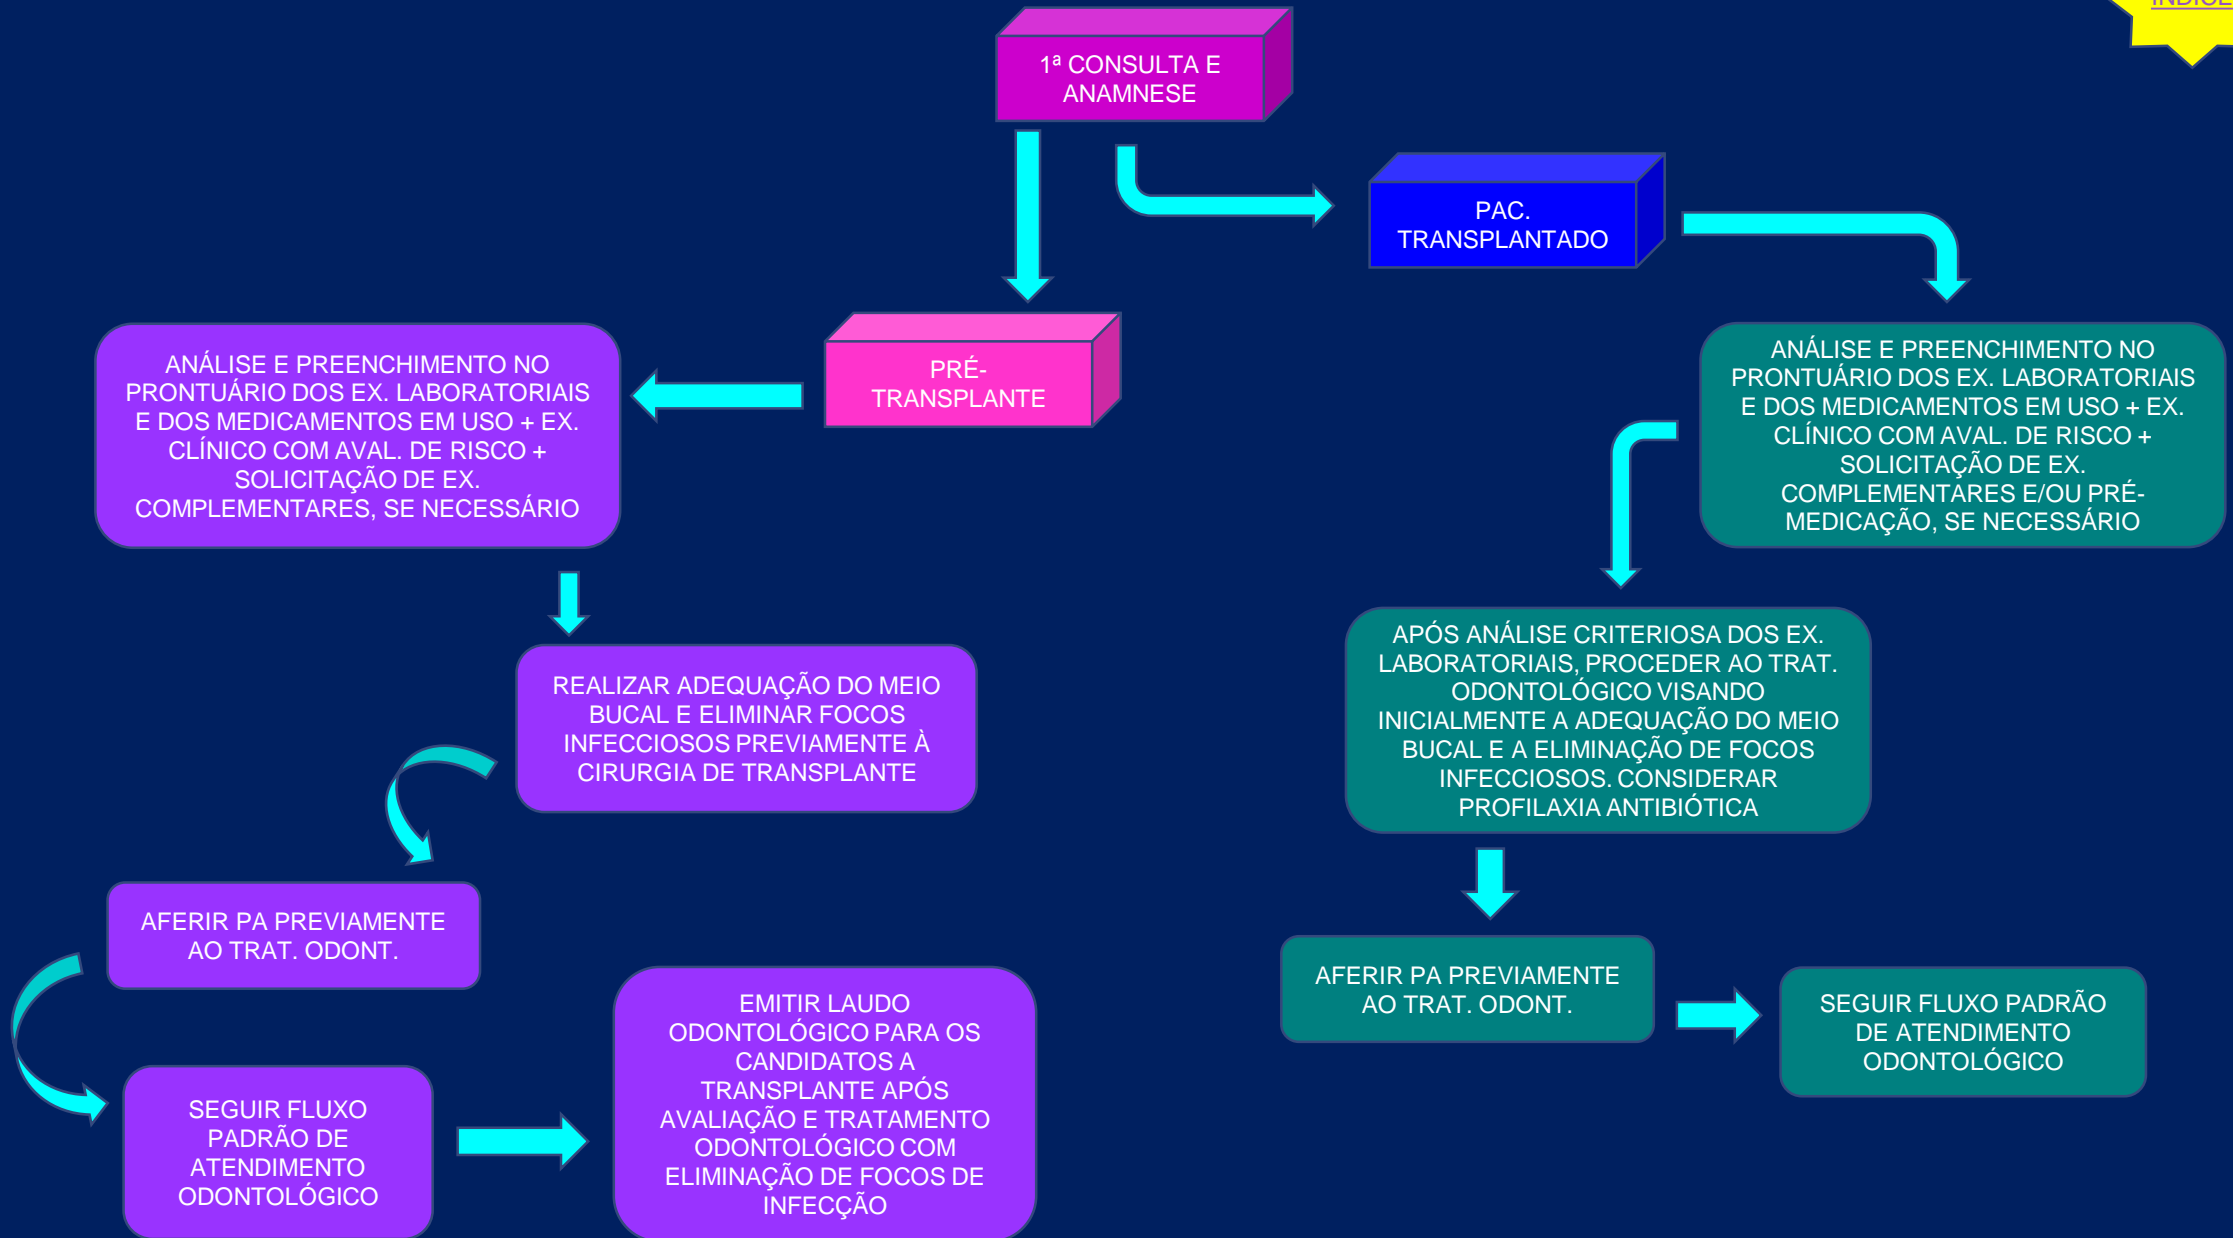 ÍNDICE
1ª CONSULTA E
ANAMNESE
PAC.
TRANSPLANTADO
PRÉ-
TRANSPLANTE
ANÁLISE E PREENCHIMENTO NO
PRONTUÁRIO DOS EX. LABORATORIAIS
E DOS MEDICAMENTOS EM USO + EX.
CLÍNICO COM AVAL. DE RISCO +
SOLICITAÇÃO DE EX.
COMPLEMENTARES, SE NECESSÁRIO
REALIZAR ADEQUAÇÃO DO MEIO
BUCAL E ELIMINAR FOCOS
INFECCIOSOS PREVIAMENTE À
CIRURGIA DE TRANSPLANTE
AFERIR PA PREVIAMENTE
AO TRAT. ODONT.
SEGUIR FLUXO
PADRÃO DE
ATENDIMENTO
ODONTOLÓGICO
EMITIR LAUDO
ODONTOLÓGICO PARA OS
CANDIDATOS A
TRANSPLANTE APÓS
AVALIAÇÃO E TRATAMENTO
ODONTOLÓGICO COM
ELIMINAÇÃO DE FOCOS DE
INFECÇÃO
ANÁLISE E PREENCHIMENTO NO
PRONTUÁRIO DOS EX. LABORATORIAIS
E DOS MEDICAMENTOS EM USO + EX.
CLÍNICO COM AVAL. DE RISCO +
SOLICITAÇÃO DE EX.
COMPLEMENTARES E/OU PRÉ-
MEDICAÇÃO, SE NECESSÁRIO
APÓS ANÁLISE CRITERIOSA DOS EX.
LABORATORIAIS, PROCEDER AO TRAT.
ODONTOLÓGICO VISANDO
INICIALMENTE A ADEQUAÇÃO DO MEIO
BUCAL E A ELIMINAÇÃO DE FOCOS
INFECCIOSOS. CONSIDERAR
PROFILAXIA ANTIBIÓTICA
AFERIR PA PREVIAMENTE
AO TRAT. ODONT.
SEGUIR FLUXO PADRÃO
DE ATENDIMENTO
ODONTOLÓGICO